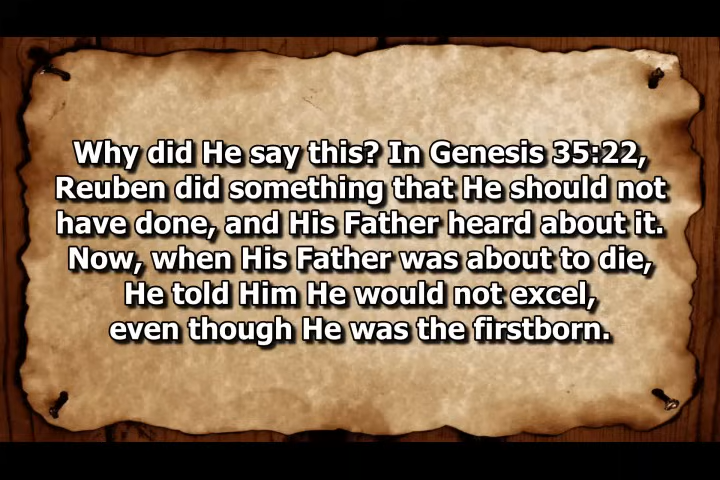 Why did He say this? In Genesis 35:22,
Reuben did something that He should not
have done, and His Father heard about it.
Now, when His Father was about to die,
He told Him He would not excel,
even though He was the firstborn.